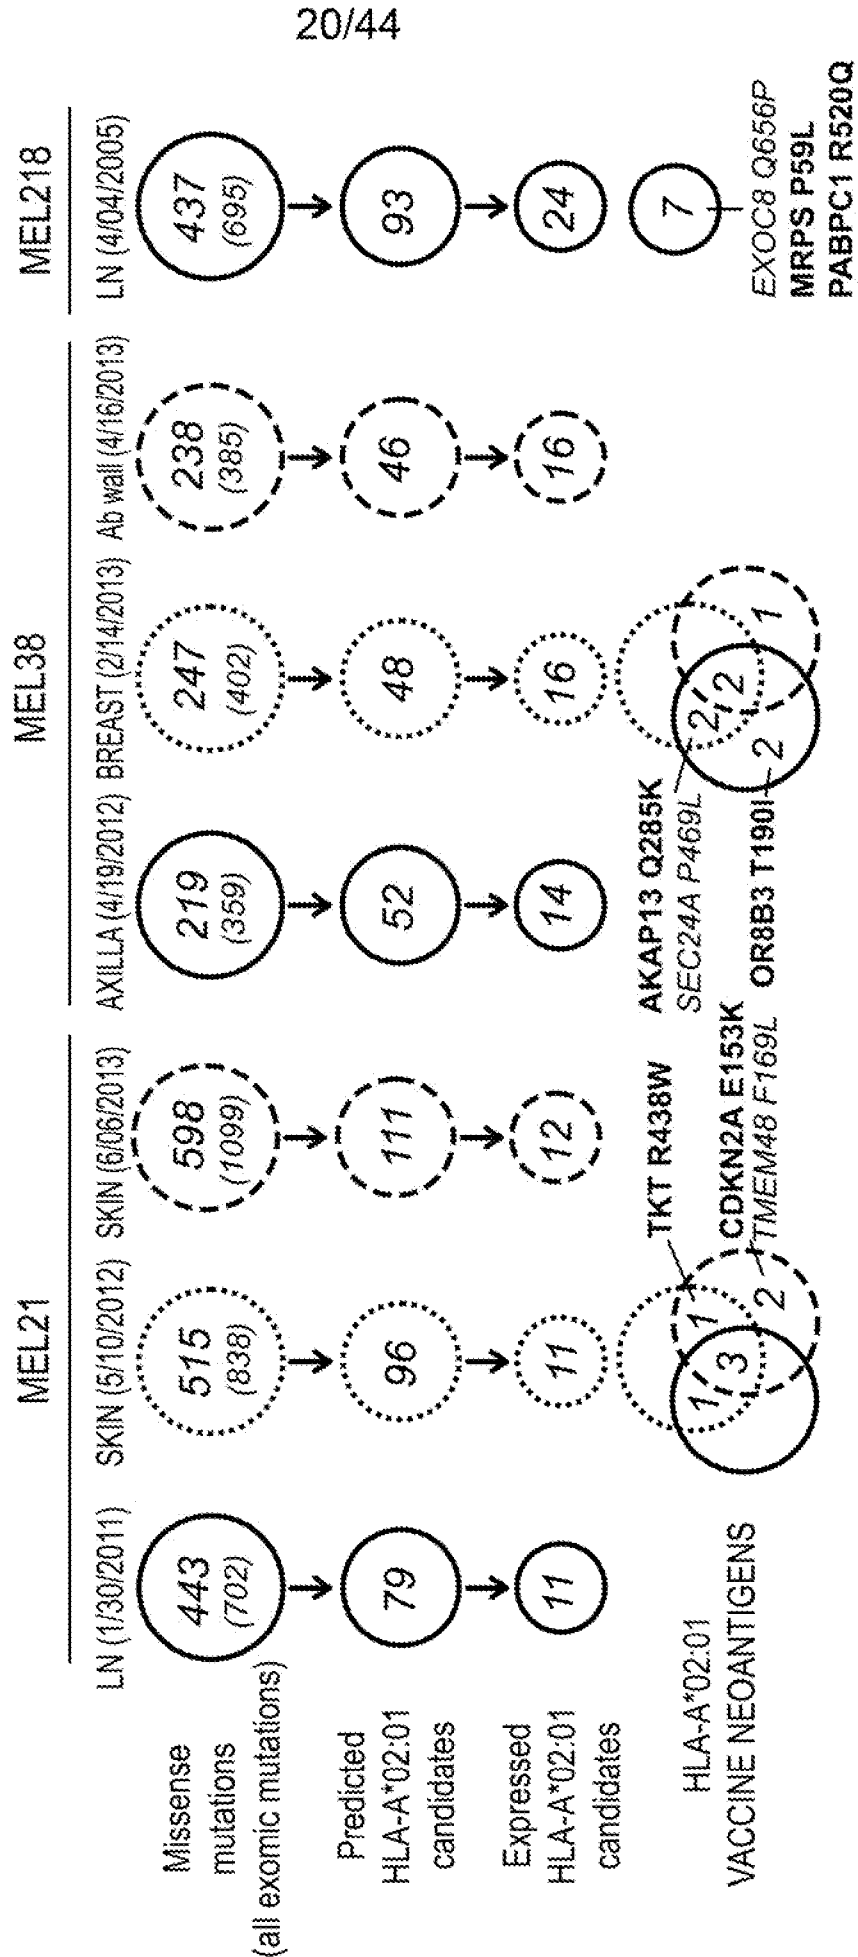 20/44
MEL21
MEL38
MEL218
LN (1/30/2011)
SKIN (5/10/2012)
SKIN (6/06/2013)
AXILLA (4/19/2012)
BREAST (2/14/2013)
Ab wall (4/16/2013)
LN (4/04/2005)
Missense
mutations
(all exomic mutations)
443
(702)
515
(838)
598
(1099)
219
(359)
247
(402)
238
(385)
437
(695)
Predicted
HLA-A*02:01
candidates
79
96
111
52
48
46
93
Expressed
HLA-A*02:01
candidates
11
11
12
14
16
16
24
HLA-A*02:01
VACCINE NEOANTIGENS
1
3
1
2
TKT R438W
CDKN2A E153K
TMEM48 F169L
AKAP13 Q285K
SEC24A P469L
OR8B3 T190I
2
2
2
1
7
EXOC8 Q656P
MRPS P59L
PABPC1 R520Q